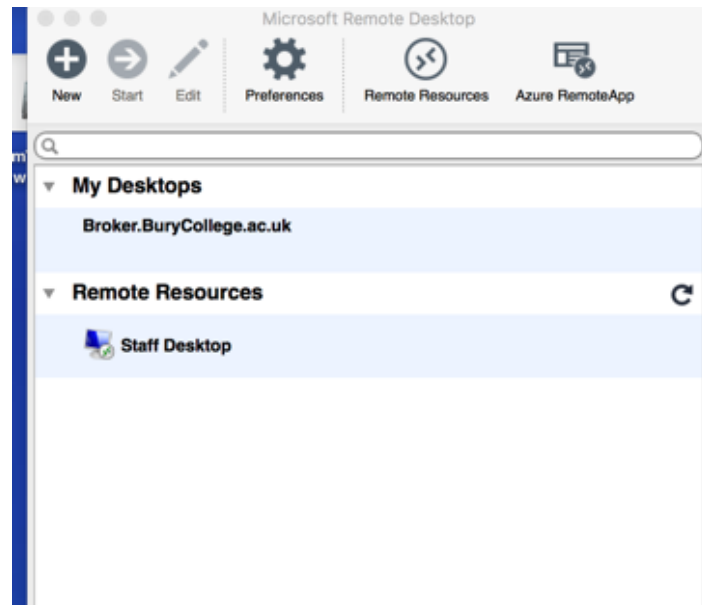 Microsoft Remote Desktop
New Start Edit Preferences Remote Resources Azure RemoteApp
My Desktops
Broker.BuryCollege.ac.uk
Remote Resources
Staff Desktop